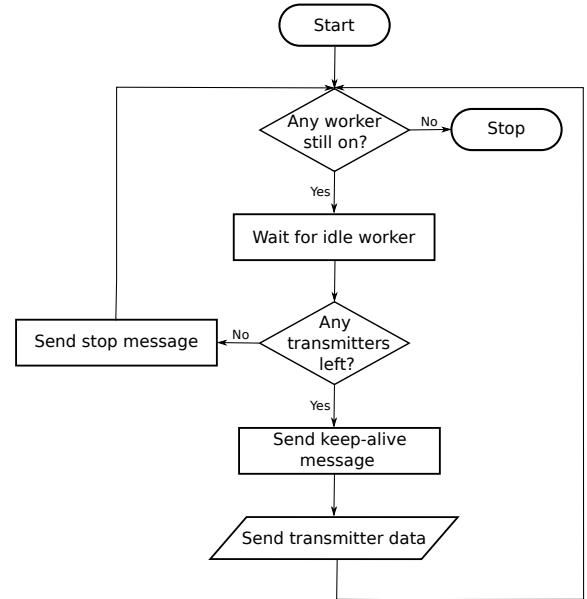 Start
Any worker
still on?
No
Stop
Yes
Wait for idle worker
Any
transmitters
left?
No
Send stop message
Yes
Send keep-alive
message
Send transmitter data